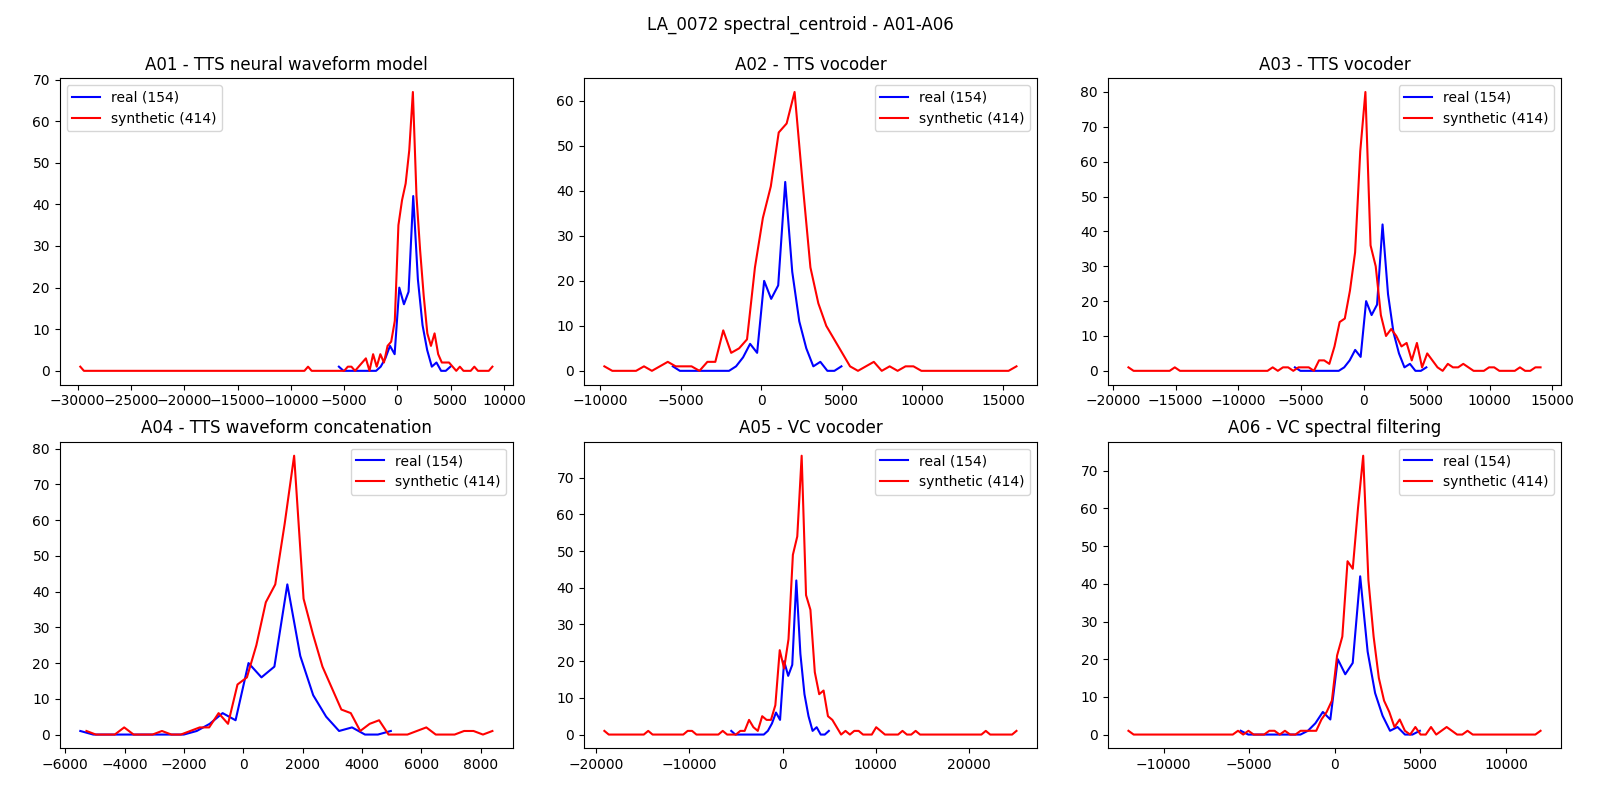 LA_0072 spectral_centroid - A01-A06
A01 - TTS neural waveform model
70
60
50
40
30
20
10
0
real (154)
synthetic (414)
−30000 −25000 −20000 −15000 −10000 −5000 0 5000 10000
A02 - TTS vocoder
60
50
40
30
20
10
0
real (154)
synthetic (414)
−10000 −5000 0 5000 10000 15000
A03 - TTS vocoder
80
70
60
50
40
30
20
10
0
real (154)
synthetic (414)
−20000 −15000 −10000 −5000 0 5000 10000 15000
A04 - TTS waveform concatenation
80
70
60
50
40
30
20
10
0
real (154)
synthetic (414)
−6000 −4000 −2000 0 2000 4000 6000 8000
A05 - VC vocoder
70
60
50
40
30
20
10
0
real (154)
synthetic (414)
−20000 −10000 0 10000 20000
A06 - VC spectral filtering
70
60
50
40
30
20
10
0
real (154)
synthetic (414)
−10000 −5000 0 5000 10000